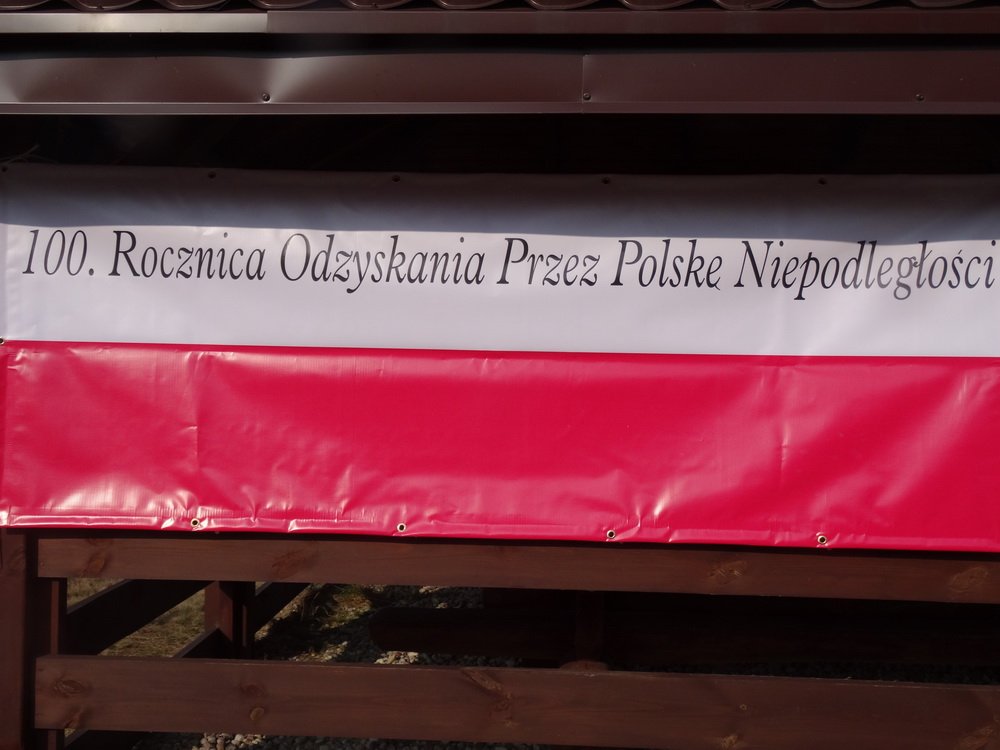 100. Rocznica Odzyskania Przez Polskę Niepodległości